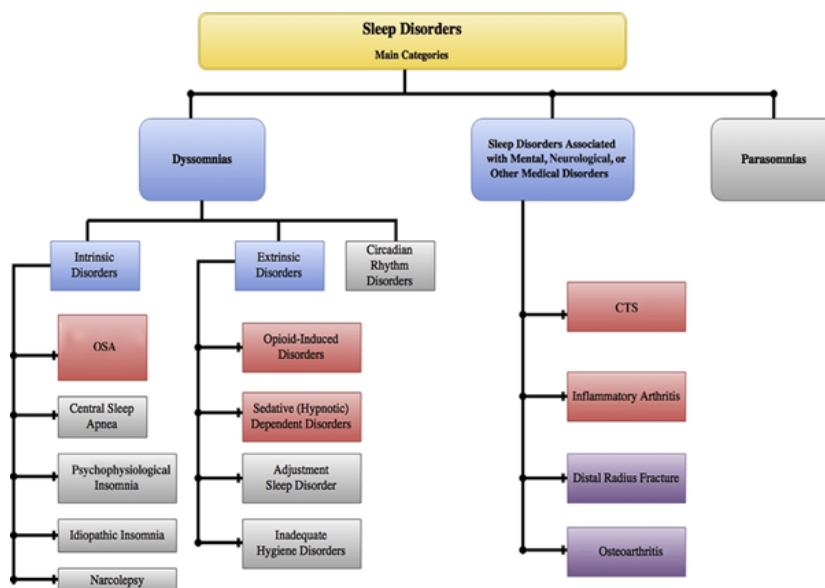 Sleep Disorders
Main Categories
Dyssomnias
Sleep Disorders Associated
with Mental, Neurological, or
Other Medical Disorders
Parasomnias
Intrinsic
Disorders
Extrinsic
Disorders
Circadian
Rhythm
Disorders
OSA
Central Sleep
Apnea
Psychophysiological
Insomnia
Idiopathic Insomnia
Narcolepsy
Opioid-Induced
Disorders
Sedative (Hypnotic)
Dependent Disorders
Adjustment
Sleep Disorder
Inadequate
Hygiene Disorders
CTS
Inflammatory Arthritis
Distal Radius Fracture
Osteoarthritis